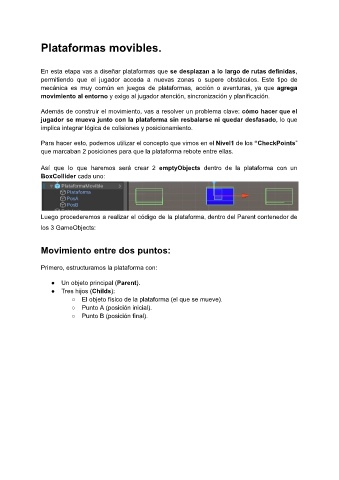 Plataformas movibles.
En esta etapa vas a diseñar plataformas que se desplazan a lo largo de rutas definidas,
permitiendo que el jugador acceda a nuevas zonas o supere obstáculos. Este tipo de
mecánica es muy común en juegos de plataformas, acción o aventuras, ya que agrega
movimiento al entorno y exige al jugador atención, sincronización y planificación.
Además de construir el movimiento, vas a resolver un problema clave: cómo hacer que el
jugador se mueva junto con la plataforma sin resbalarse ni quedar desfasado, lo que
implica integrar lógica de colisiones y posicionamiento.
Para hacer esto, podemos utilizar el concepto que vimos en el Nivel1 de los “CheckPoints”
que marcaban 2 posiciones para que la plataforma rebote entre ellas.
Así que lo que haremos será crear 2 emptyObjects dentro de la plataforma con un
BoxCollider cada uno:
PlataformaMovible
Plataforma
PosA
PosB
Luego procederemos a realizar el código de la plataforma, dentro del Parent contenedor de
los 3 GameObjects:
Movimiento entre dos puntos:
Primero, estructuramos la plataforma con:
● Un objeto principal (Parent).
● Tres hijos (Childs):
○ El objeto físico de la plataforma (el que se mueve).
○ Punto A (posición inicial).
○ Punto B (posición final).